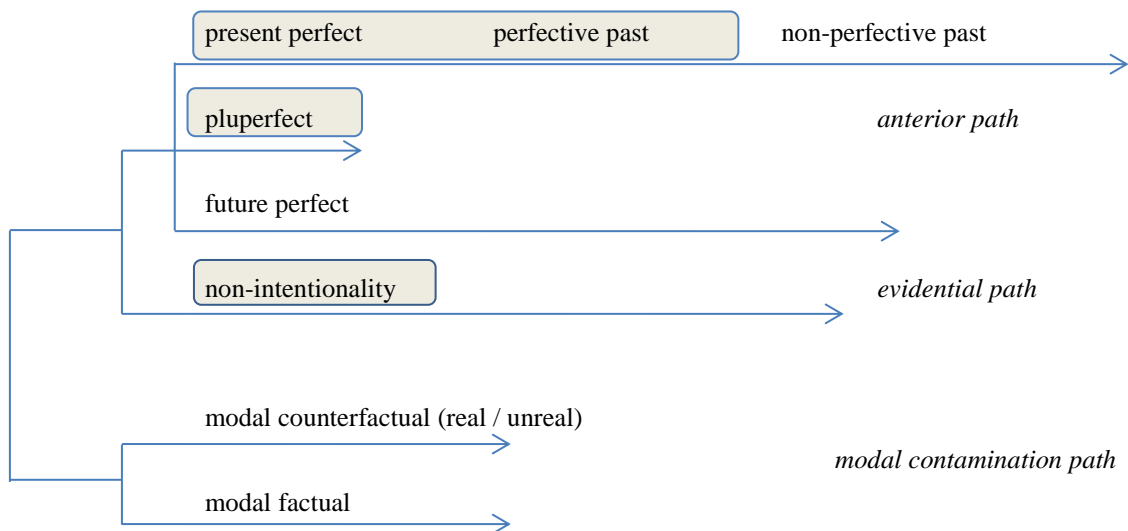 present perfect perfective past non-perfective past
pluperfect anterior path
future perfect
non-intentionality evidential path
modal counterfactual (real / unreal)
modal contamination path
modal factual